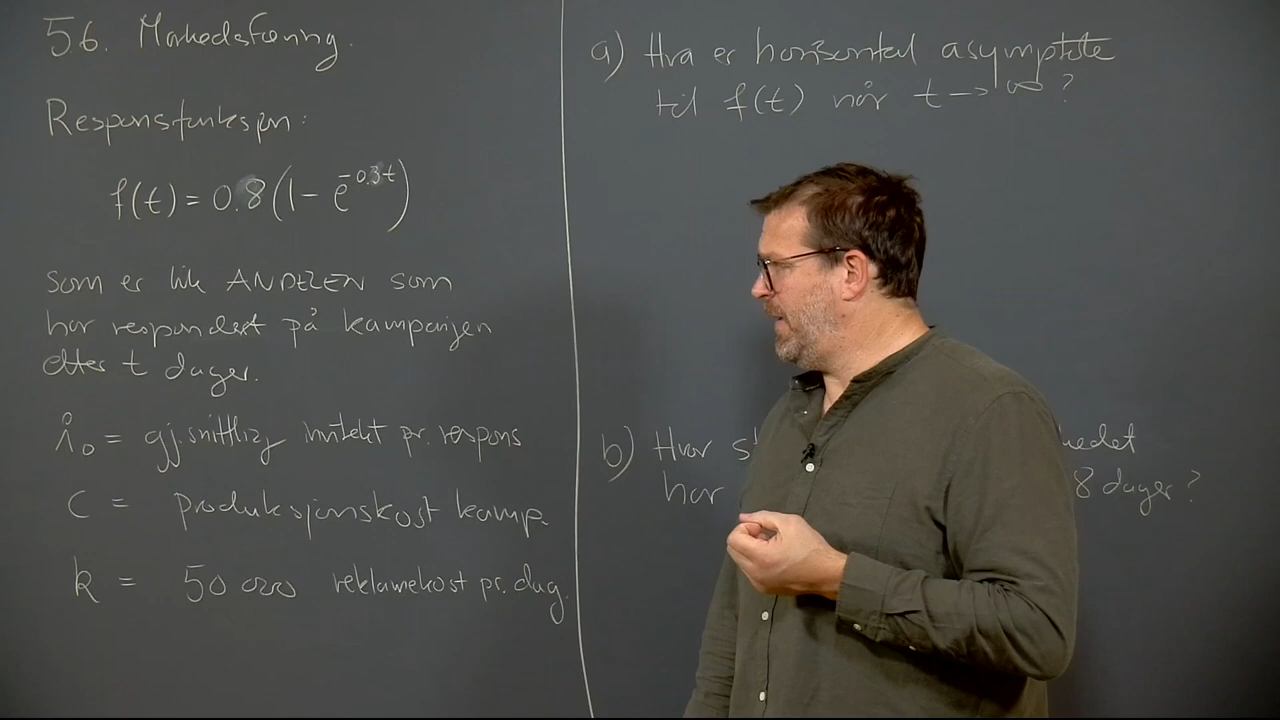 56. Markedsføring.
Responsfunksjon:
f(t) = 0.8(1 - e^-0.3t)
som er lik ANDELEN som
har respondert på kampanjen
etter t dager.
i₀ = gj.snittlig inntekt pr. respons
C = produksjonskost kamp.
k = 50 000 reklamekost pr. dag.
a) Hva er horisontal asymptote
til f(t) når t → ∞ ?
b) Hvor
har 8 dager?